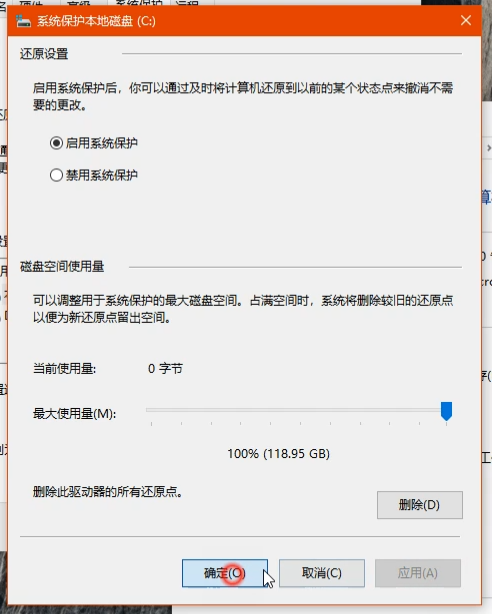 系统保护本地磁盘 (C:)
还原设置
启用系统保护后，你可以通过及时将计算机还原到以前的某个状态点来撤消不需
要的更改。
启用系统保护
禁用系统保护
磁盘空间使用量
可以调整用于系统保护的最大磁盘空间。占满空间时，系统将删除较旧的还原点
以便为新还原点留出空间。
当前使用量: 0 字节
最大使用量(M):
100% (118.95 GB)
删除此驱动器的所有还原点。
删除(D)
确定(O) 取消(C) 应用(A)